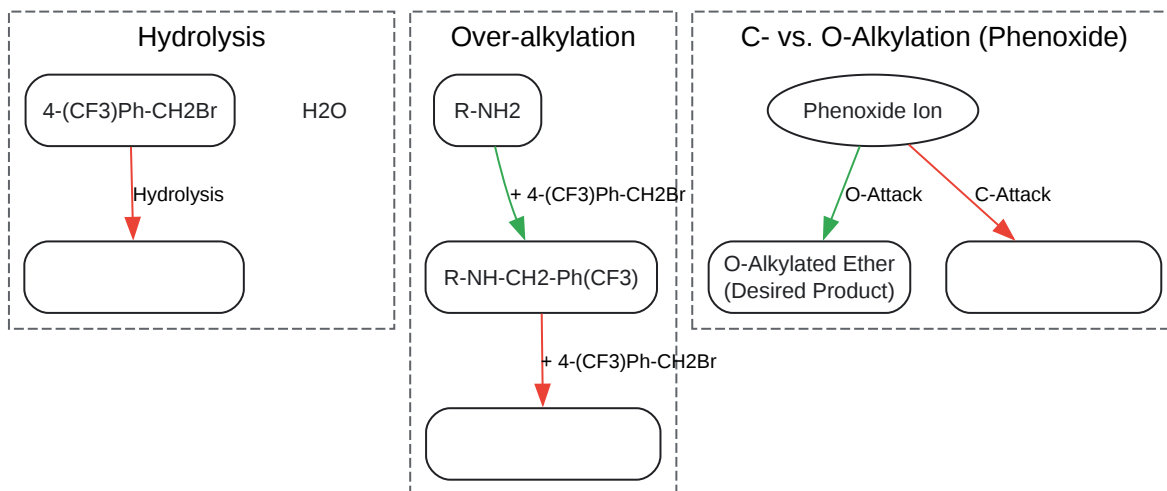 Hydrolysis
4-(CF3)Ph-CH2Br
H2O
Hydrolysis
Over-alkylation
R-NH2
+ 4-(CF3)Ph-CH2Br
R-NH-CH2-Ph(CF3)
+ 4-(CF3)Ph-CH2Br
C- vs. O-Alkylation (Phenoxide)
Phenoxide Ion
O-Attack
C-Attack
O-Alkylated Ether
(Desired Product)